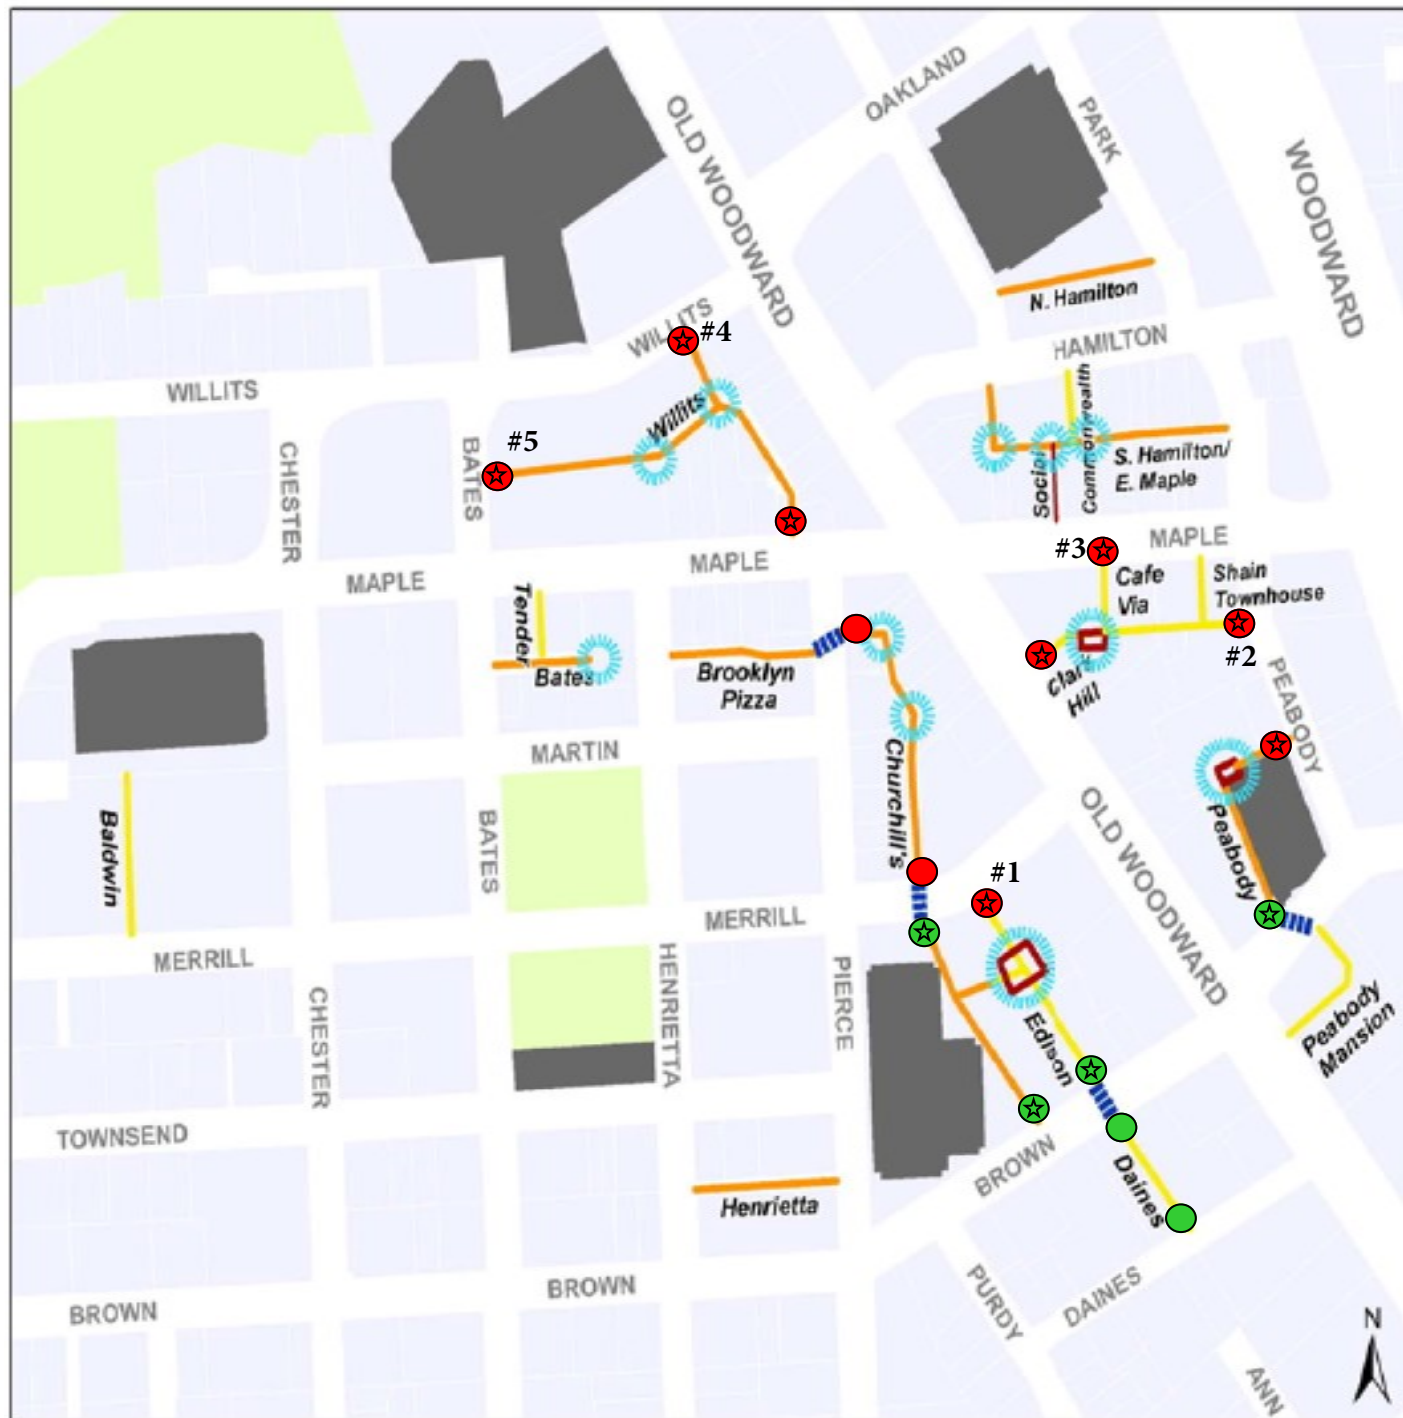 OAKLAND
PARK
OLD WOODWARD
WOODWARD
N. Hamilton
WILLITS
#4
HAMILTON
WILLITS
Willits
Commonwealth
#5
CHESTER
BATES
Social
S. Hamilton/
E. Maple
MAPLE
#3
MAPLE
MAPLE
Cafe
Via
Shain
Townhouse
Tender
Bates
Brooklyn
Pizza
Clark
Hill
#2
PEABODY
MARTIN
Churchill's
OLD WOODWARD
Peabody
Baldwin
BATES
#1
MERRILL
MERRILL
HENRIETTA
PIERCE
CHESTER
Edison
Peabody
Mansion
TOWNSEND
BROWN
Daines
Henrietta
BROWN
BROWN
PURDY
DAINES
ANN
N